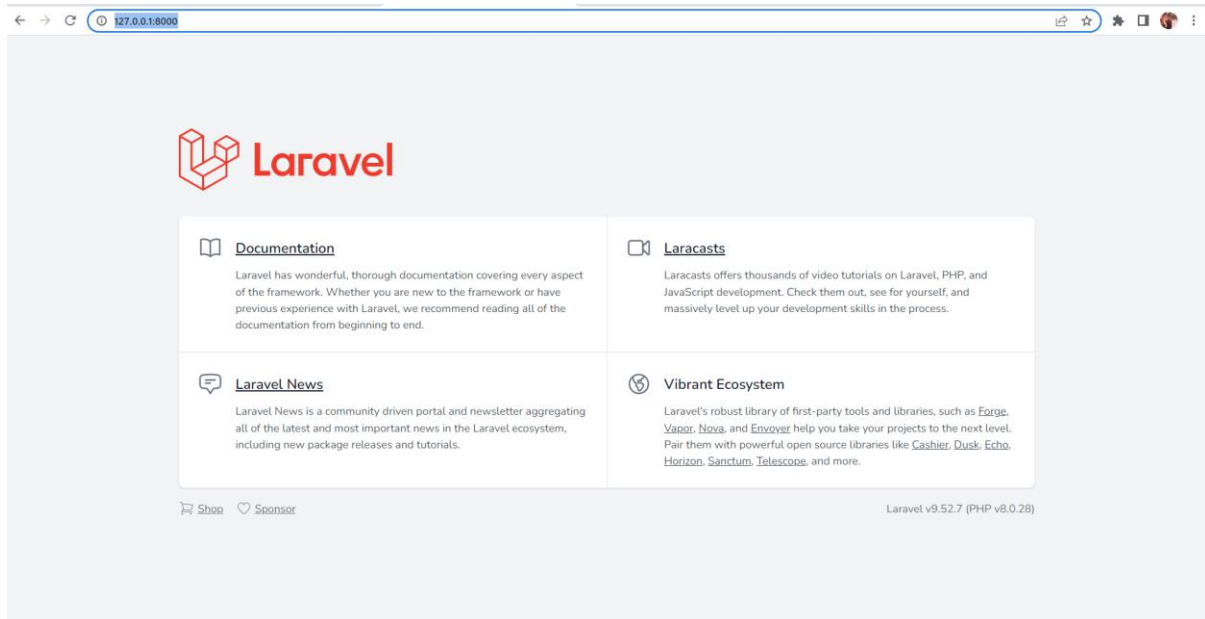 127.0.0.1:8000
Laravel
Documentation
Laravel has wonderful, thorough documentation covering every aspect
of the framework. Whether you are new to the framework or have
previous experience with Laravel, we recommend reading all of the
documentation from beginning to end.
Laracasts
Laracasts offers thousands of video tutorials on Laravel, PHP, and
JavaScript development. Check them out, see for yourself, and
massively level up your development skills in the process.
Laravel News
Laravel News is a community driven portal and newsletter aggregating
all of the latest and most important news in the Laravel ecosystem,
including new package releases and tutorials.
Vibrant Ecosystem
Laravel's robust library of first-party tools and libraries, such as Forge,
Vapor, Nova, and Envoyer help you take your projects to the next level.
Pair them with powerful open source libraries like Cashier, Dusk, Echo,
Horizon, Sanctum, Telescope, and more.
Shop
Sponsor
Laravel v9.52.7 (PHP v8.0.28)